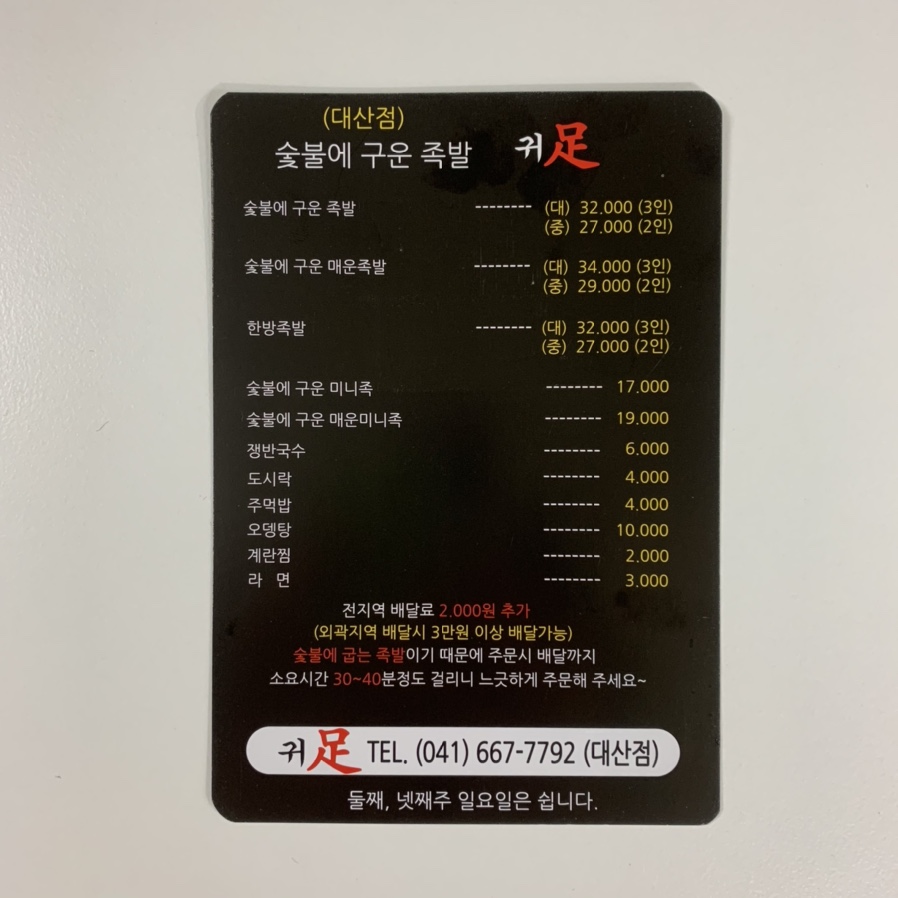 (대산점)
숯불에 구운 족발 귀足
숯불에 구운 족발 -------- (대) 32.000 (3인)
(중) 27.000 (2인)
숯불에 구운 매운족발 -------- (대) 34.000 (3인)
(중) 29.000 (2인)
한방족발 -------- (대) 32.000 (3인)
(중) 27.000 (2인)
숯불에 구운 미니족 -------- 17.000
숯불에 구운 매운미니족 -------- 19.000
쟁반국수 -------- 6.000
도시락 -------- 4.000
주먹밥 -------- 4.000
오뎅탕 -------- 10.000
계란찜 -------- 2.000
라 면 -------- 3.000
전지역 배달료 2.000원 추가
(외곽지역 배달시 3만원 이상 배달가능)
숯불에 굽는 족발이기 때문에 주문시 배달까지
소요시간 30~40분정도 걸리니 느긋하게 주문해 주세요~
귀足 TEL. (041) 667-7792 (대산점)
둘째, 넷째주 일요일은 쉽니다.